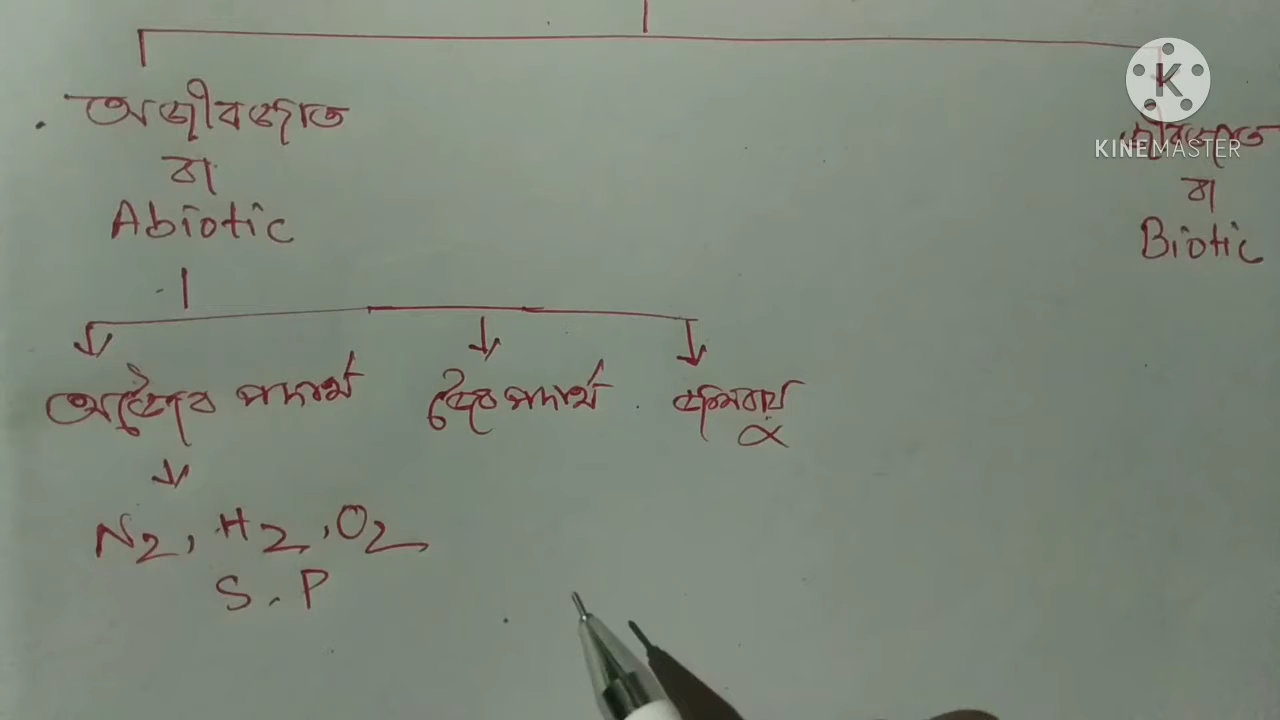 অজীবজাত
বা
Abiotic
জীবজাত
বা
Biotic
KINEMASTER
অজৈব পদার্থ
জৈব পদার্থ
জলবায়ু
N2, H2, O2,
S, P